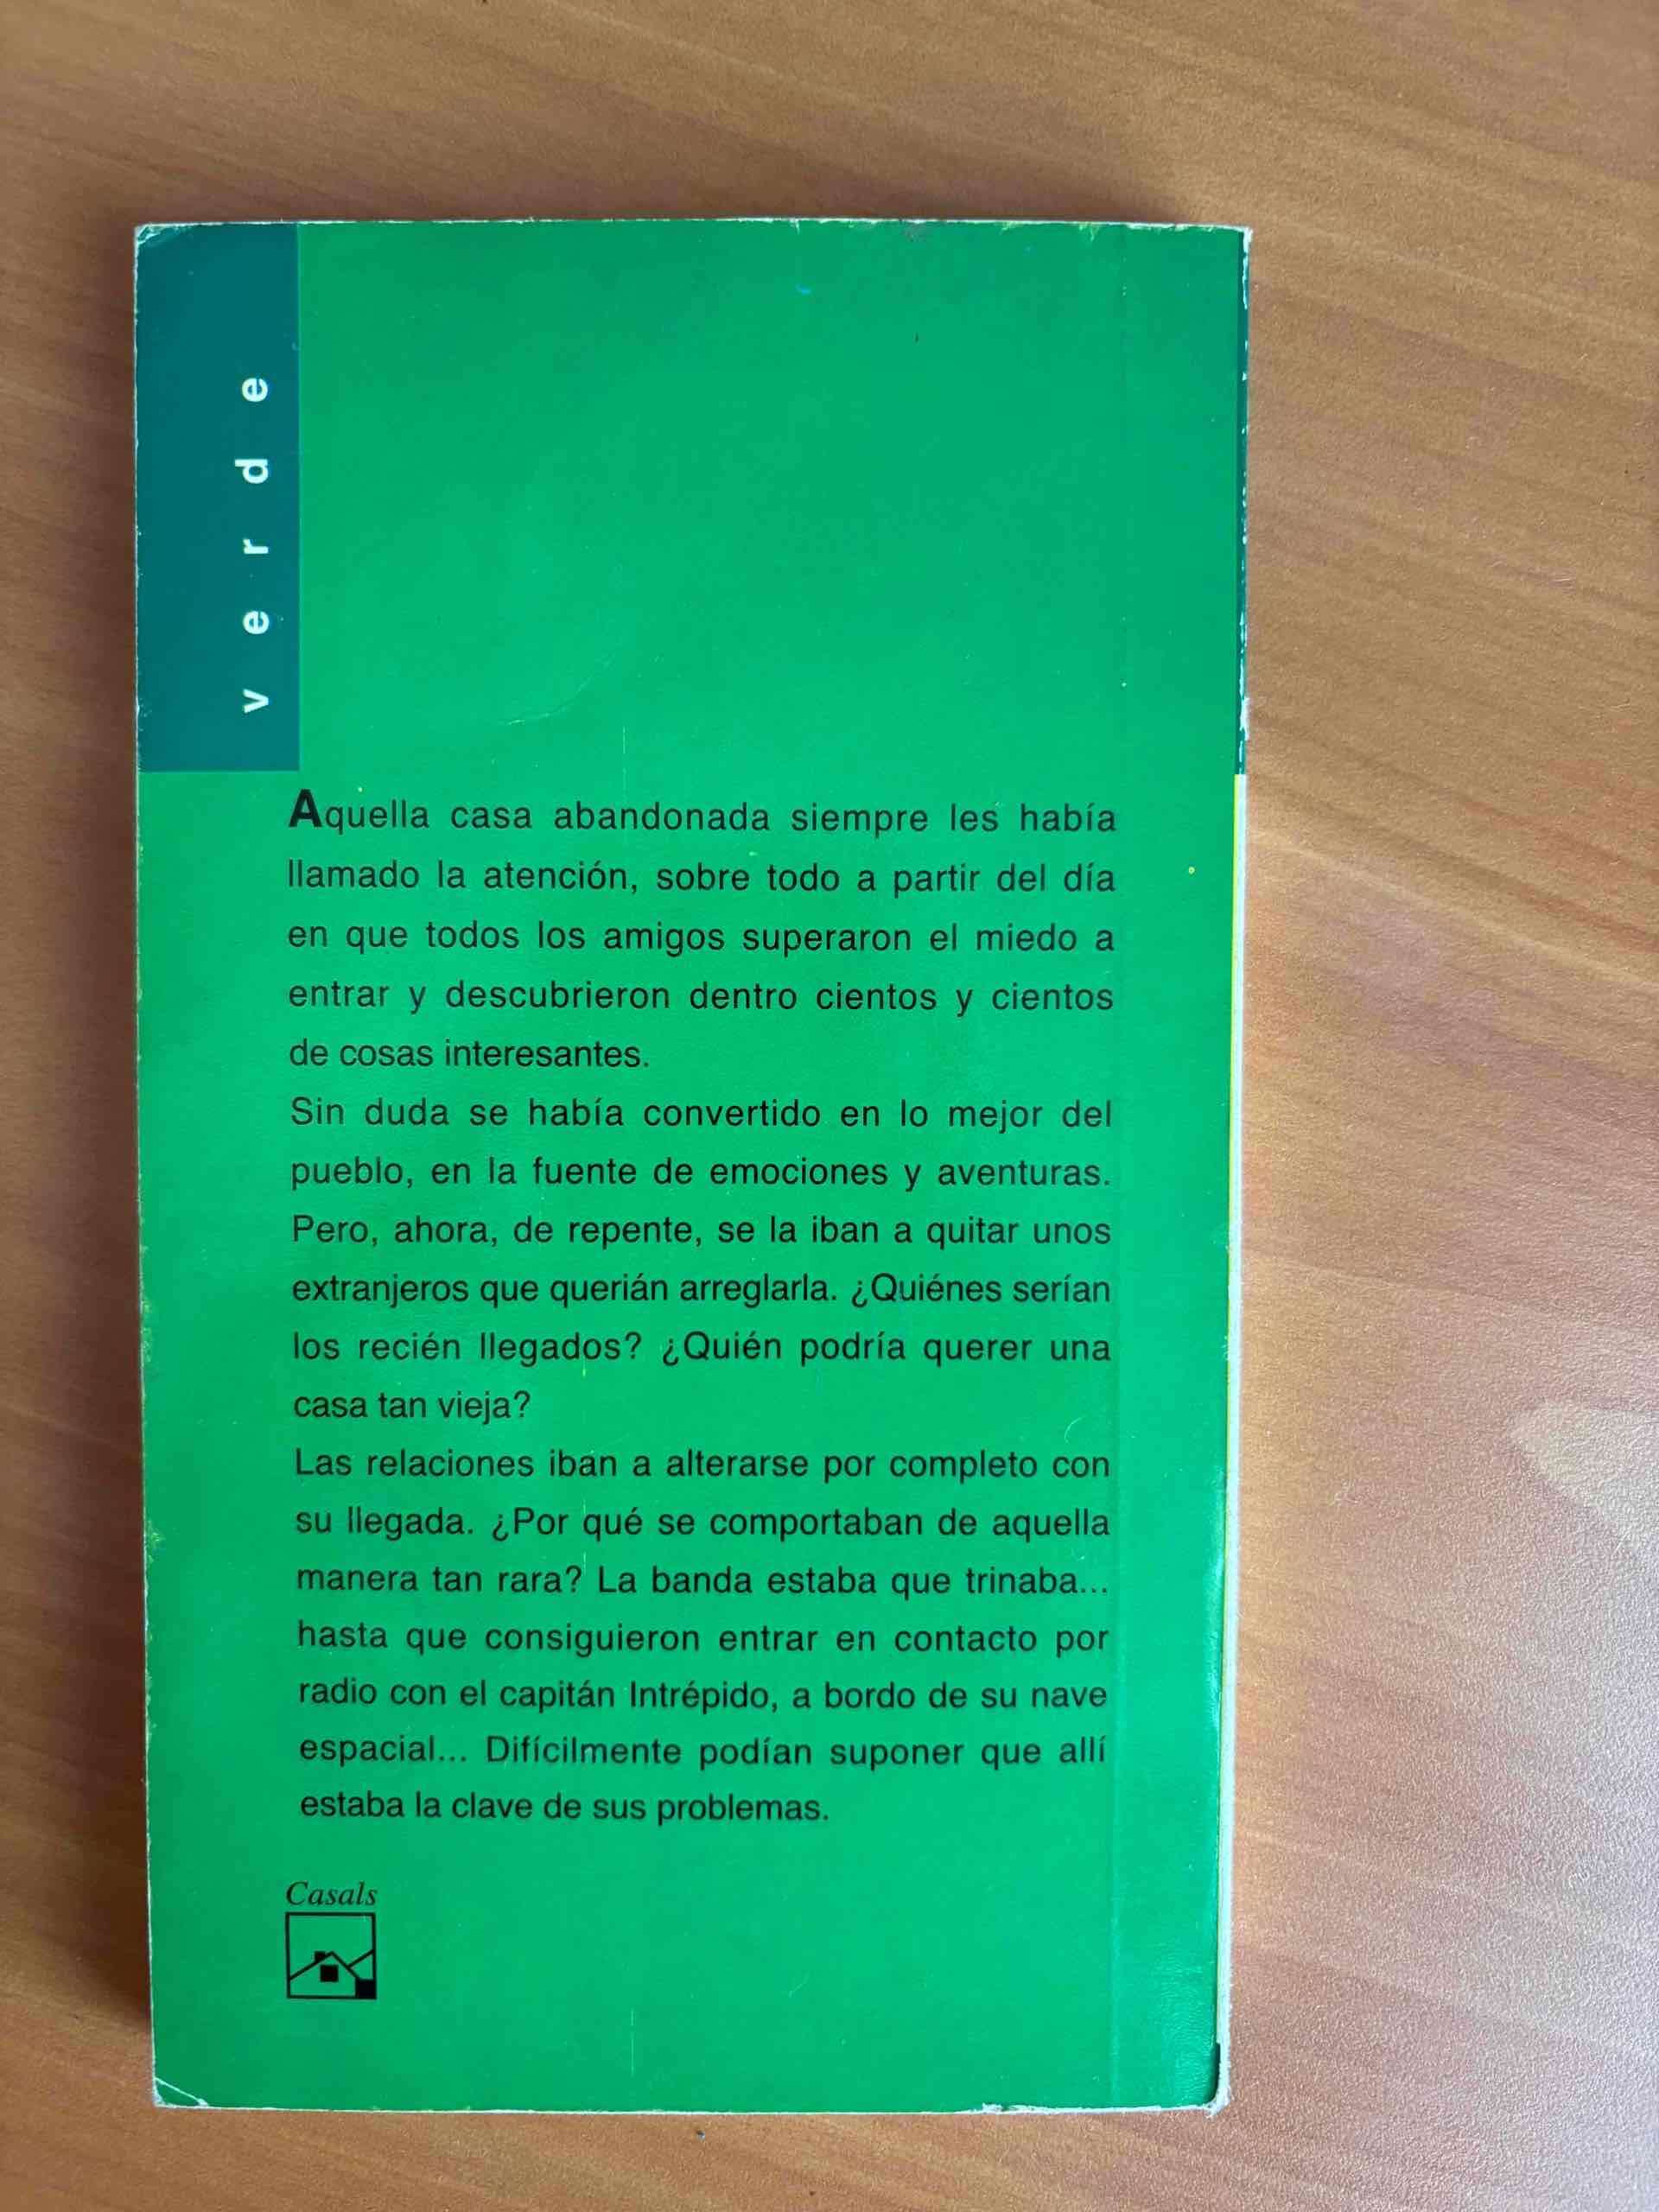 verde
Aquella casa abandonada siempre les había
llamado la atención, sobre todo a partir del día
en que todos los amigos superaron el miedo a
entrar y descubrieron dentro cientos y cientos
de cosas interesantes.
Sin duda se había convertido en lo mejor del
pueblo, en la fuente de emociones y aventuras.
Pero, ahora, de repente, se la iban a quitar unos
extranjeros que querián arreglarla. ¿Quiénes serían
los recién llegados? ¿Quién podría querer una
casa tan vieja?
Las relaciones iban a alterarse por completo con
su llegada. ¿Por qué se comportaban de aquella
manera tan rara? La banda estaba que trinaba...
hasta que consiguieron entrar en contacto por
radio con el capitán Intrépido, a bordo de su nave
espacial... Difícilmente podían suponer que allí
estaba la clave de sus problemas.
Casals